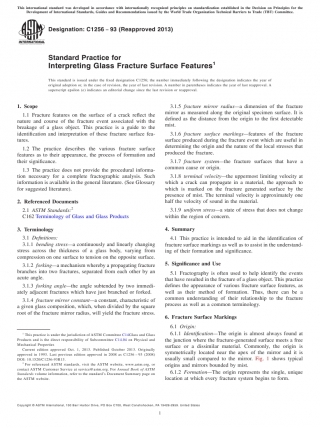 This international standard was developed in accordance with internationally recognized principles on standardization established in the Decision on Principles for the
Development of International Standards, Guides and Recommendations issued by the World Trade Organization Technical Barriers to Trade (TBT) Committee.
INTERNATIONAL
Designation: C1256 − 93 (Reapproved 2013)
Standard Practice for
Interpreting Glass Fracture Surface Features1
This standard is issued under the fixed designation C1256; the number immediately following the designation indicates the year of
original adoption or, in the case of revision, the year of last revision. A number in parentheses indicates the year of last reapproval. A
superscript epsilon (ε) indicates an editorial change since the last revision or reapproval.
1. Scope
1.1 Fracture features on the surface of a crack reflect the
nature and course of the fracture event associated with the
breakage of a glass object. This practice is a guide to the
identification and interpretation of these fracture surface fea-
tures.
1.2 The practice describes the various fracture surface
features as to their appearance, the process of formation and
their significance.
1.3 The practice does not provide the procedural informa-
tion necessary for a complete fractographic analysis. Such
information is available in the general literature. (See Glossary
for suggested literature).
2. Referenced Documents
2.1 ASTM Standards:2
C162 Terminology of Glass and Glass Products
3. Terminology
3.1 Definitions:
3.1.1 bending stress—a continuously and linearly changing
stress across the thickness of a glass body, varying from
compression on one surface to tension on the opposite surface.
3.1.2 forking—a mechanism whereby a propagating fracture
branches into two fractures, separated from each other by an
acute angle.
3.1.3 forking angle—the angle subtended by two immedi-
ately adjacent fractures which have just branched or forked.
3.1.4 fracture mirror constant—a constant, characteristic of
a given glass composition, which, when divided by the square
root of the fracture mirror radius, will yield the fracture stress.
1 This practice is under the jurisdiction of ASTM Committee C14 on Glass and Glass
Products and is the direct responsibility of Subcommittee C14.04 on Physical and
Mechanical Properties.
Current edition approved Oct. 1, 2013. Published October 2013. Originally
approved in 1993. Last previous edition approved in 2008 as C1256 – 93 (2008).
DOI: 10.1520/C1256-93R13.
2 For referenced ASTM standards, visit the ASTM website, www.astm.org, or
contact ASTM Customer Service at service@astm.org. For Annual Book of ASTM
Standards volume information, refer to the standard's Document Summary page on
the ASTM website.
3.1.5 fracture mirror radius—a dimension of the fracture
mirror as measured along the original specimen surface. It is
defined as the distance from the origin to the first detectable
mist.
3.1.6 fracture surface markings—features of the fracture
surface produced during the fracture event which are useful in
determining the origin and the nature of the local stresses that
produced the fracture.
3.1.7 fracture system—the fracture surfaces that have a
common cause or origin.
3.1.8 terminal velocity—the uppermost limiting velocity at
which a crack can propagate in a material, the approach to
which is marked on the fracture generated surface by the
presence of mist. The terminal velocity is approximately one
half the velocity of sound in the material.
3.1.9 uniform stress—a state of stress that does not change
within the region of concern.
4. Summary
4.1 This practice is intended to aid in the identification of
fracture surface markings as well as to assist in the understand-
ing of their formation and significance.
5. Significance and Use
5.1 Fractography is often used to help identify the events
that have resulted in the fracture of a glass object. This practice
defines the appearance of various fracture surface features, as
well as their method of formation. Thus, there can be a
common understanding of their relationship to the fracture
process as well as a common terminology.
6. Fracture Surface Markings
6.1 Origin:
6.1.1 Identification—The origin is almost always found at
the junction where the fracture-generated surface meets a free
surface or a dissimilar material. Commonly, the origin is
symmetrically located near the apex of the mirror and it is
usually small compared to the mirror. Fig. 1 shows typical
origins and mirrors bounded by mist.
6.1.2 Formation—The origin represents the single, unique
location at which every fracture system begins to form.
Copyright © ASTM International, 100 Barr Harbor Drive, PO Box C700, West Conshohocken, PA 19428-2959. United States
1